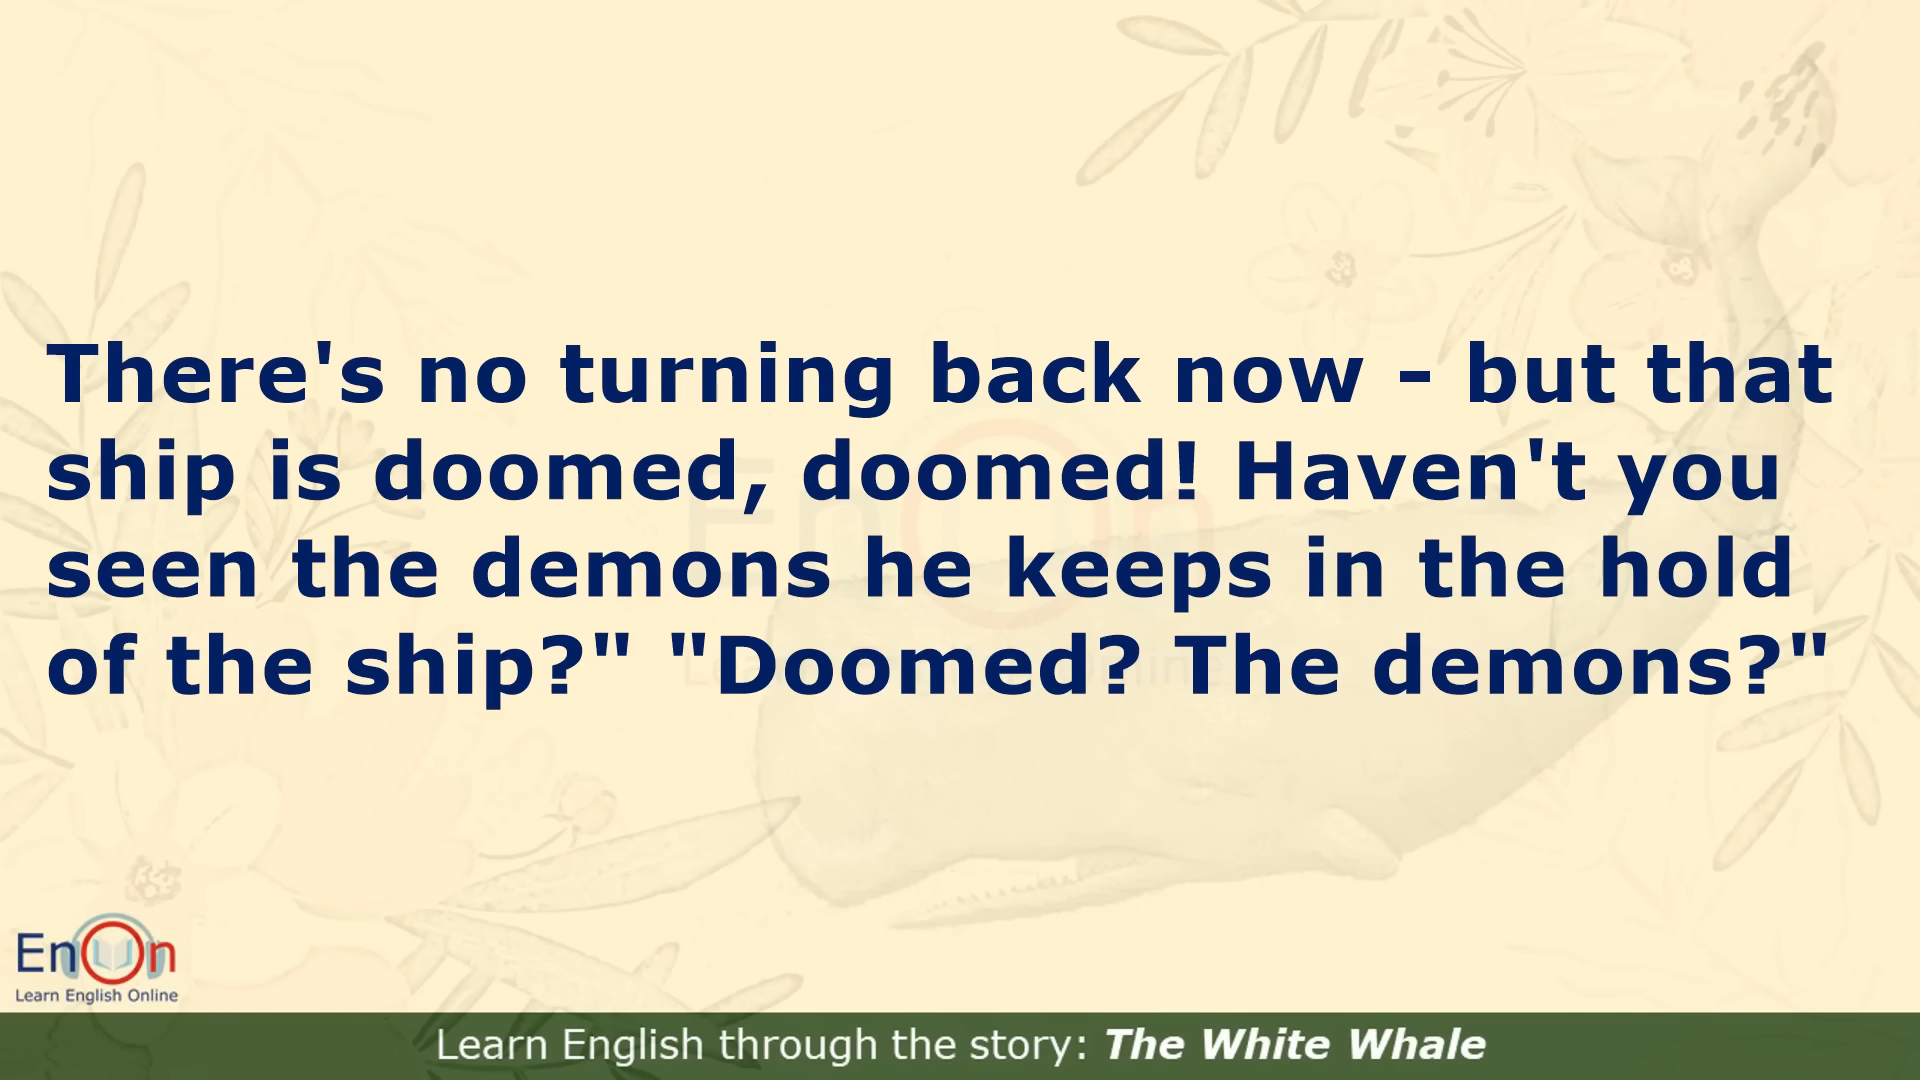 There's no turning back now - but that
ship is doomed, doomed! Haven't you
seen the demons he keeps in the hold
of the ship?" "Doomed? The demons?"
EnOn
Learn English Online
Learn English through the story: The White Whale